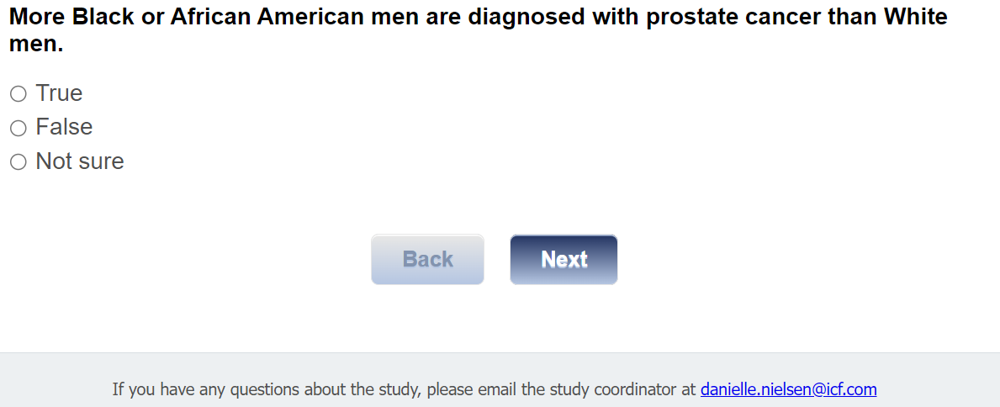 More Black or African American men are diagnosed with prostate cancer than White
men.
True
False
Not sure
Back
Next
If you have any questions about the study, please email the study coordinator at danielle.nielsen@icf.com